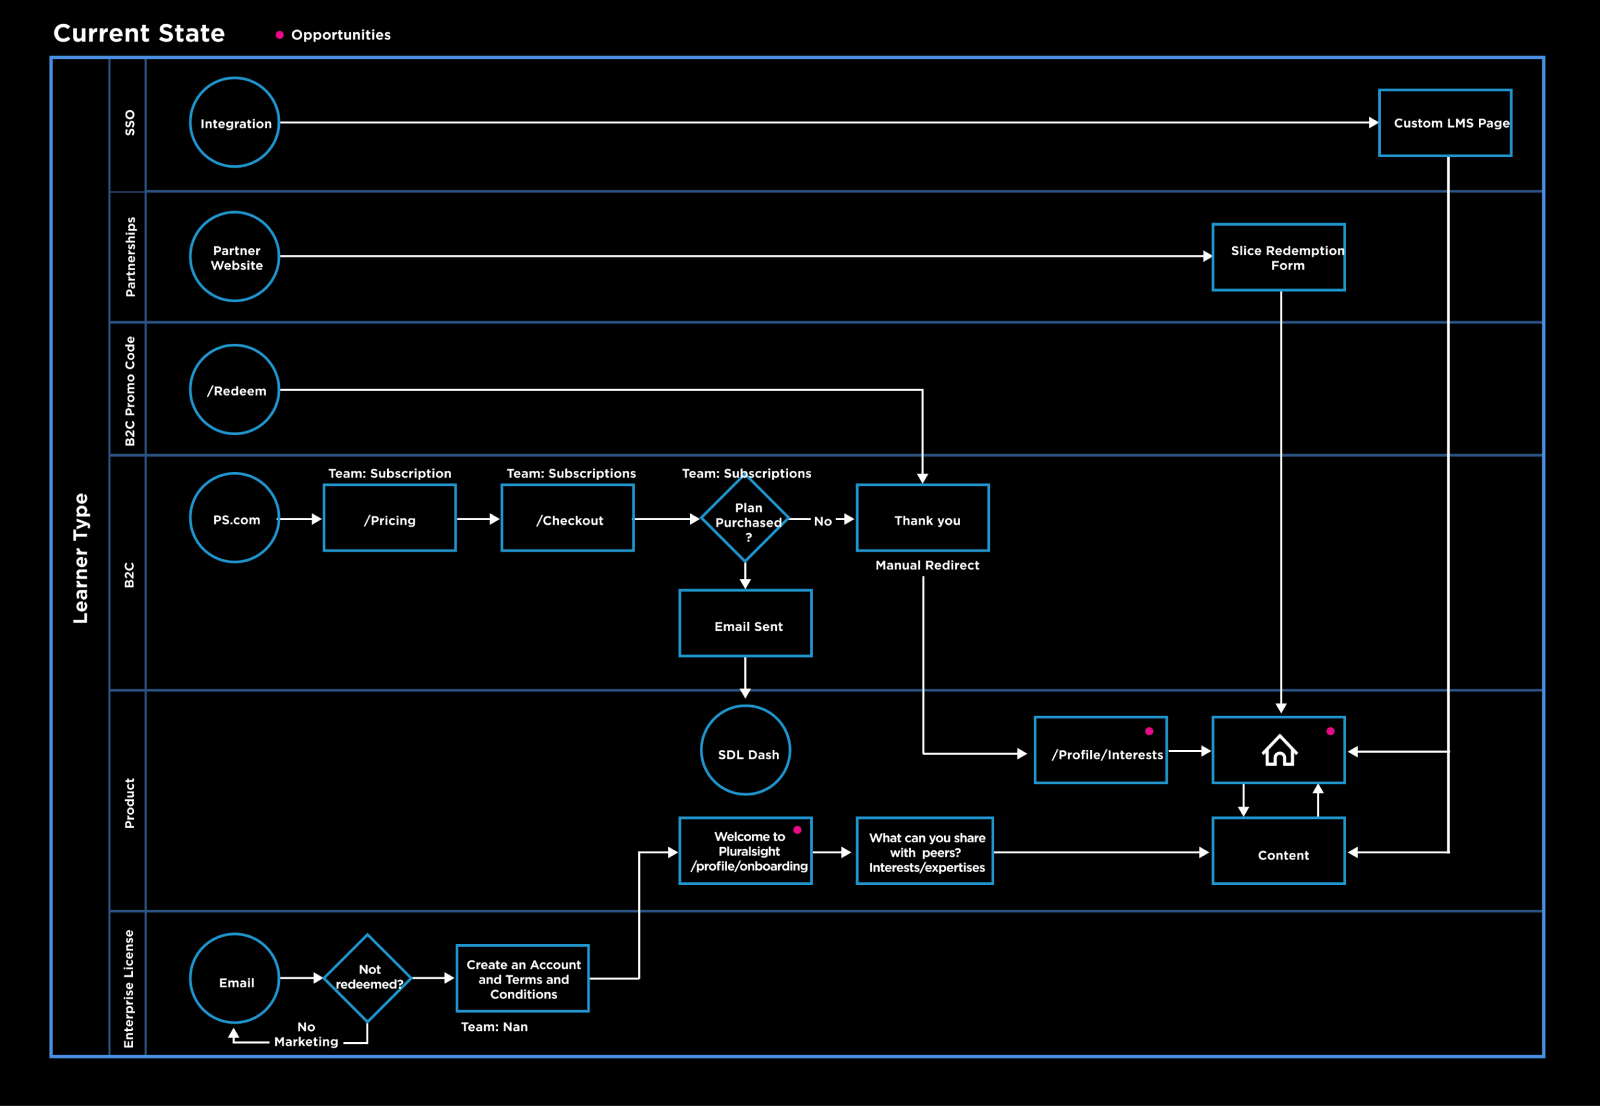 Current State
Opportunities
Learner Type
SSO
Integration
Custom LMS Page
Partnerships
Partner
Website
Slice Redemption
Form
B2C Promo Code
/Redeem
B2C
Team: Subscription
Team: Subscriptions
Team: Subscriptions
PS.com
/Pricing
/Checkout
Plan
Purchased
?
No
Thank you
Manual Redirect
Email Sent
Product
SDL Dash
/Profile/Interests
Welcome to
Pluralsight
/profile/onboarding
What can you share
with peers?
Interests/expertises
Content
Enterprise License
Email
Not
redeemed?
Create an Account
and Terms and
Conditions
No
Marketing
Team: Nan